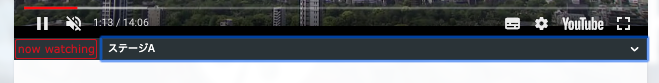 1:13 / 14:06 YouTube
now watching ステージA